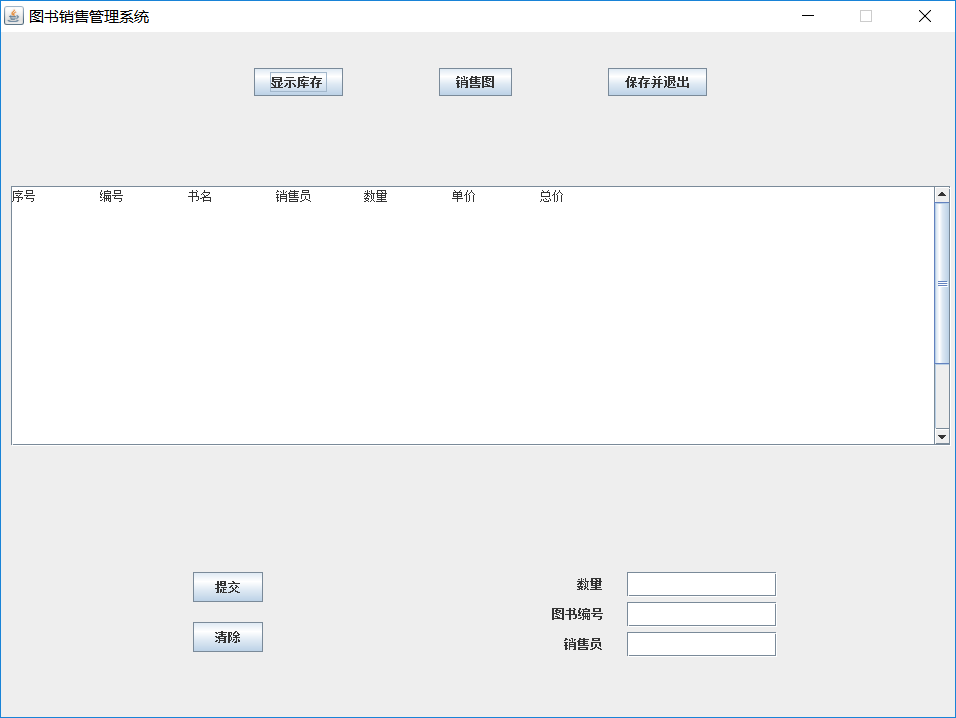 图书销售管理系统
显示库存 销售图 保存并退出
序号 编号 书名 销售员 数量 单价 总价
提交
数量
图书编号
清除
销售员